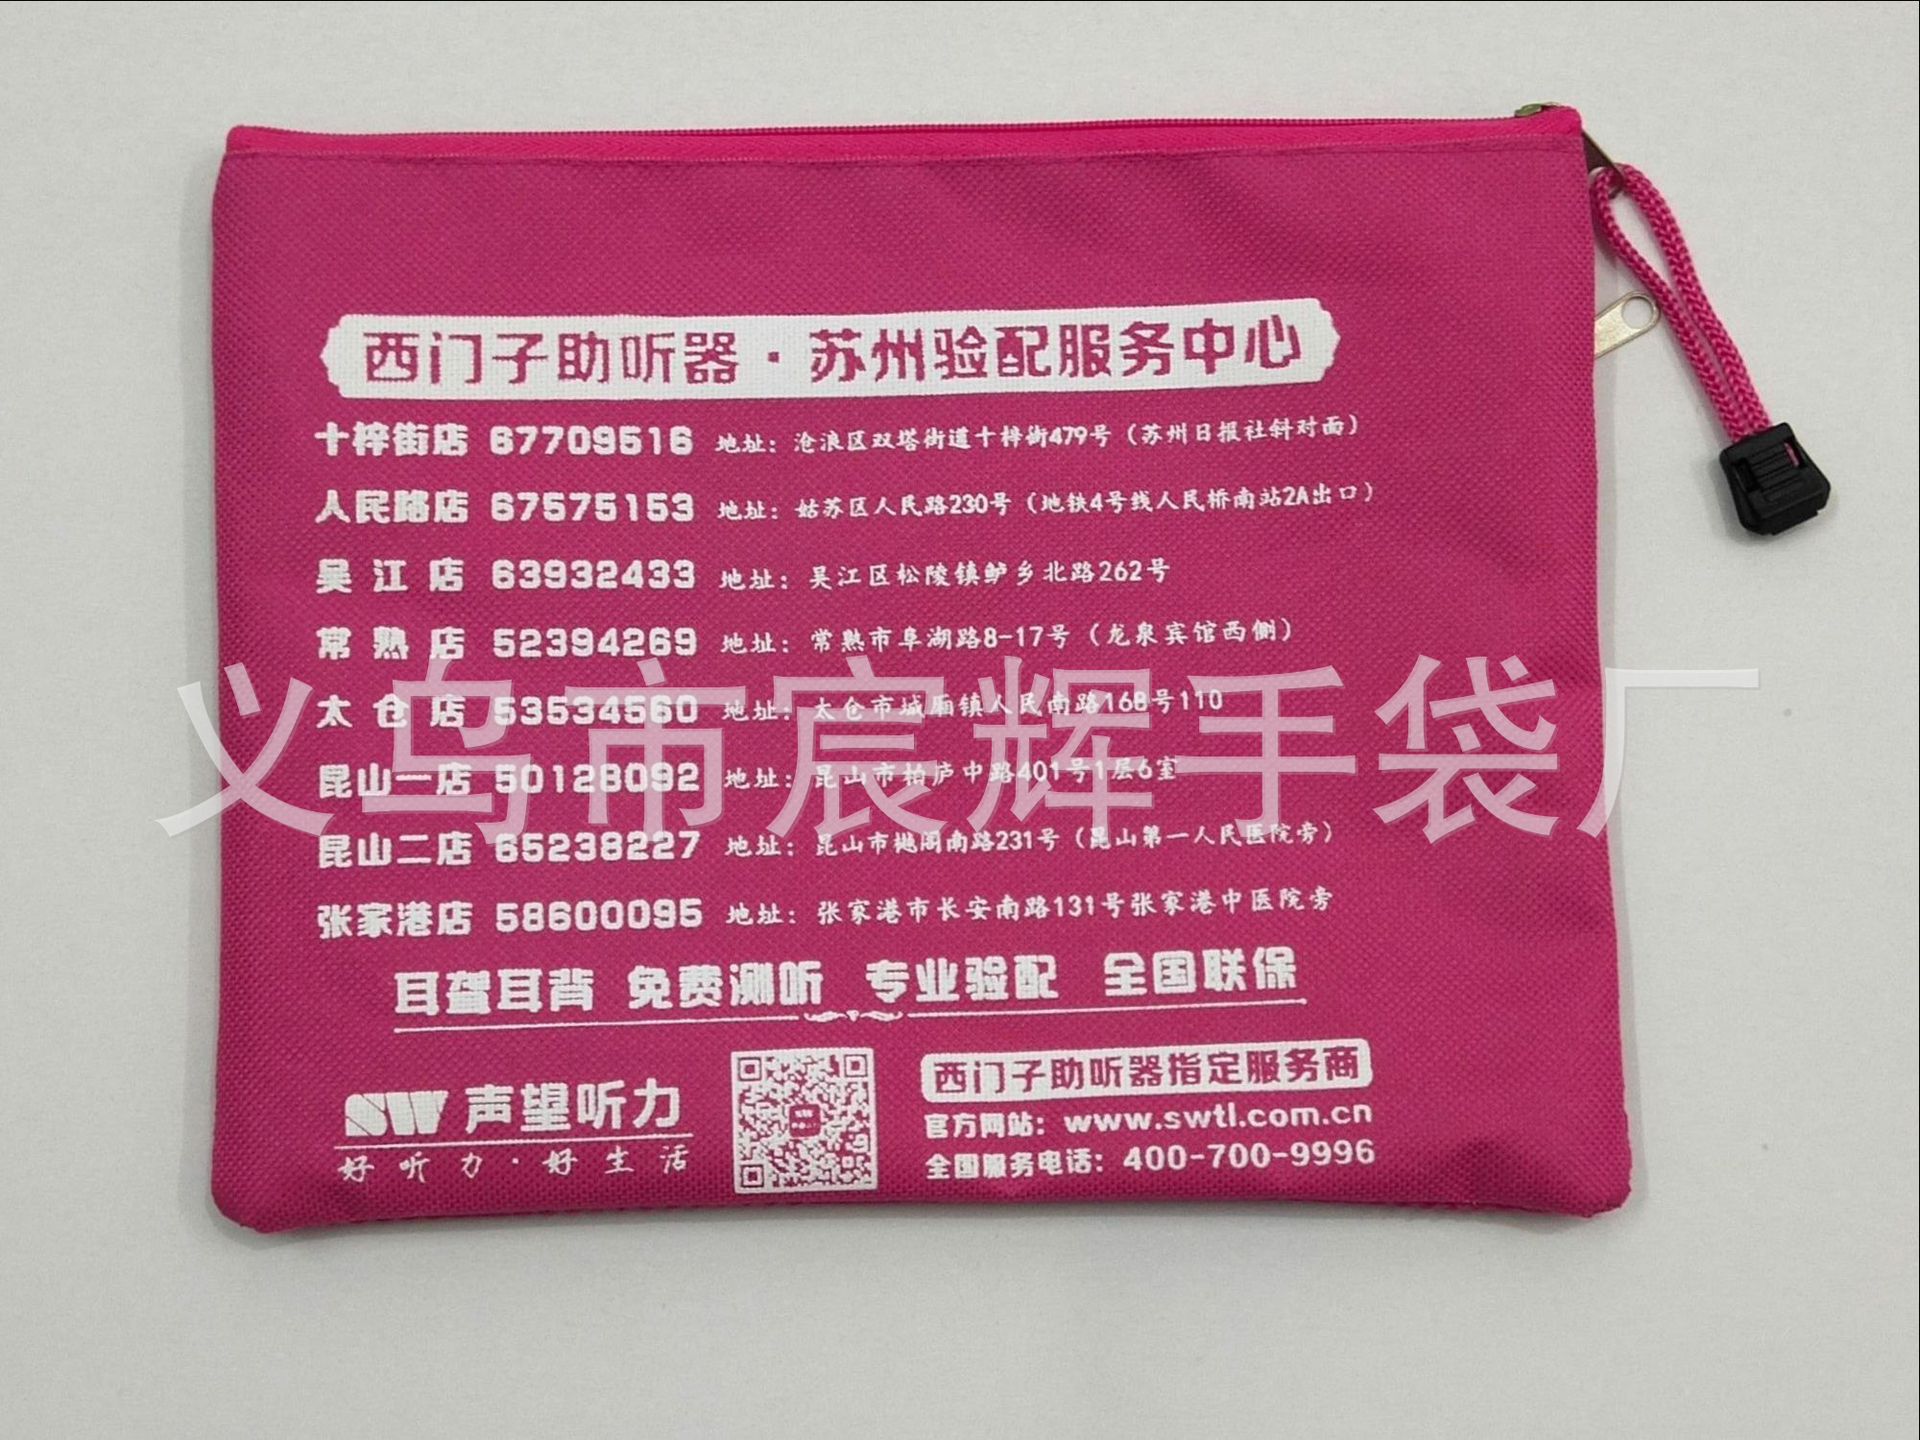 西门子助听器·苏州验配服务中心
十梓街店 67709516 地址：沧浪区双塔街道十梓街479号（苏州日报社斜对面）
人民路店 67575153 地址：姑苏区人民路230号（地铁4号线人民桥南站2A出口）
吴江店 63932433 地址：吴江区松陵镇鲈乡北路262号
常熟店 52394269 地址：常熟市阜湖路8-17号（龙泉宾馆西侧）
太仓店 53534560 地址：太仓市城厢镇人民南路168号110
义乌市宸辉手袋厂
昆山一店 50128092 地址：昆山市柏庐中路401号1层6室
昆山二店 65238227 地址：昆山市樾阁南路231号（昆山第一人民医院旁）
张家港店 58600095 地址：张家港市长安南路131号张家港中医院旁
耳聋耳背 免费测听 专业验配 全国联保
SW 声望听力
好听力·好生活
西门子助听器指定服务商
官方网站：www.swtl.com.cn
全国服务电话：400-700-9996